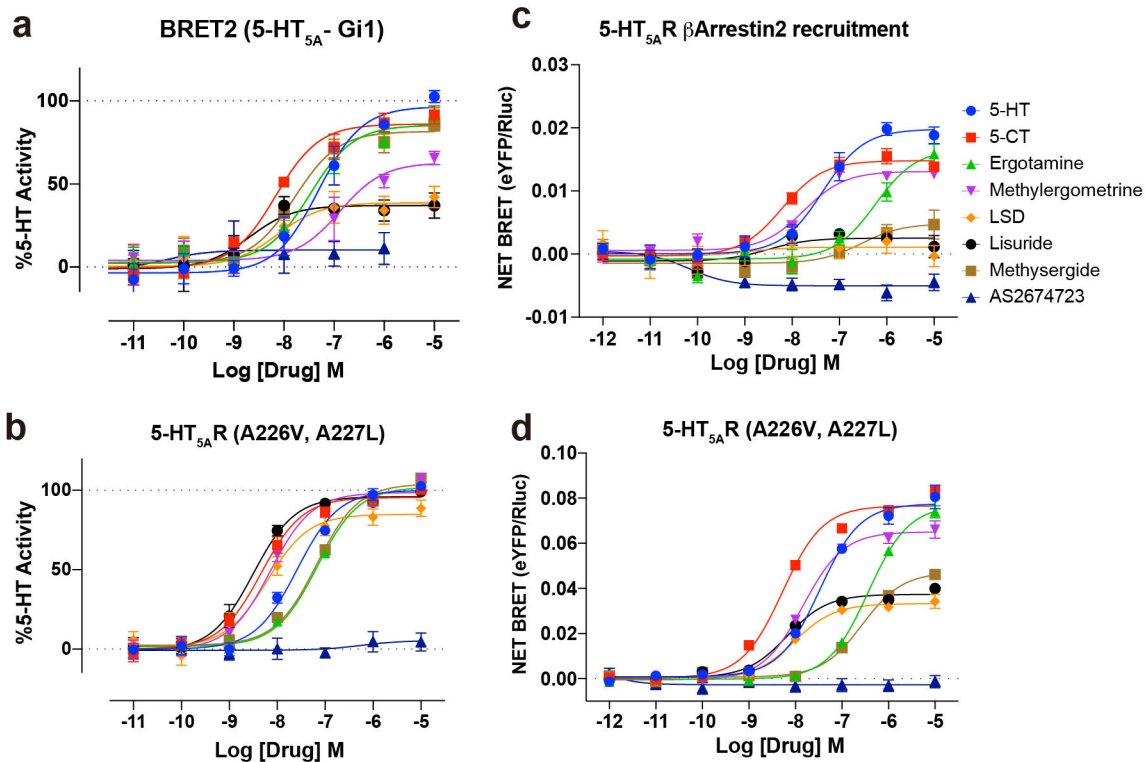 a
BRET2 (5-HT5A- Gi1)
%5-HT Activity
100
50
0
-11 -10 -9 -8 -7 -6 -5
Log [Drug] M
c
5-HT5AR βArrestin2 recruitment
NET BRET (eYFP/Rluc)
0.03
0.02
0.01
0.00
-0.01
-12 -11 -10 -9 -8 -7 -6 -5
Log [Drug] M
5-HT
5-CT
Ergotamine
Methylergometrine
LSD
Lisuride
Methysergide
AS2674723
b
5-HT5AR (A226V, A227L)
%5-HT Activity
100
50
0
-11 -10 -9 -8 -7 -6 -5
Log [Drug] M
d
5-HT5AR (A226V, A227L)
NET BRET (eYFP/Rluc)
0.10
0.08
0.06
0.04
0.02
0.00
-12 -11 -10 -9 -8 -7 -6 -5
Log [Drug] M